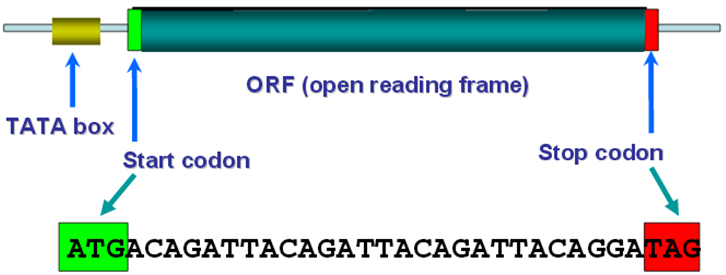 ORF (open reading frame)
TATA box
Start codon
Stop codon
ATGACAGATTACAGATTACAGATTACAGGATAG